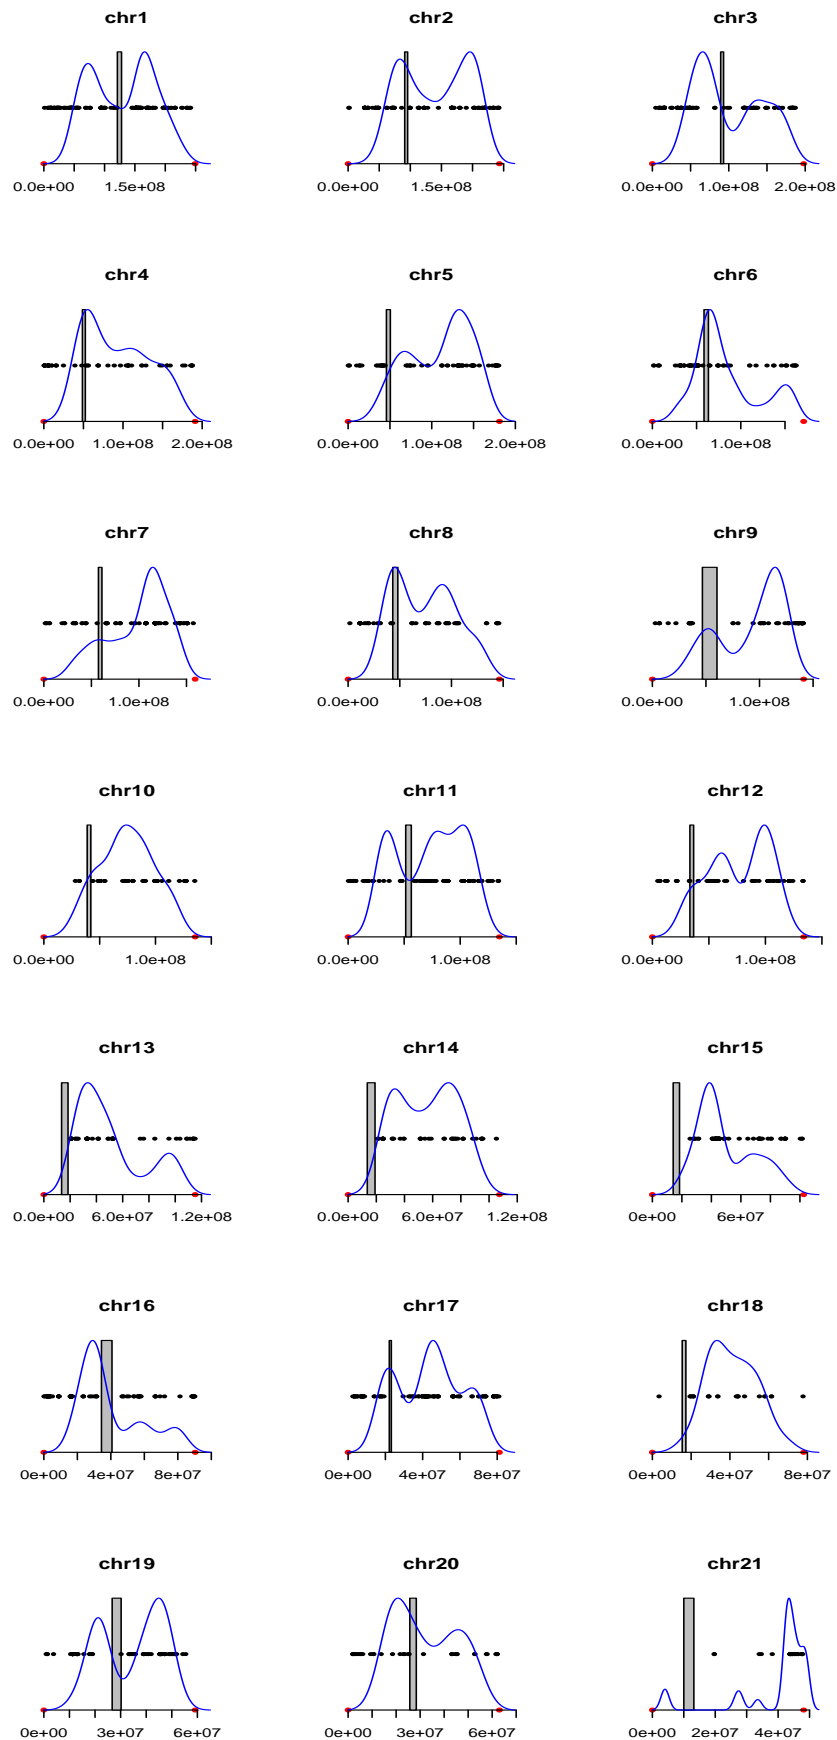 chr1 chr2 chr3
0.0e+00 1.5e+08 0.0e+00 1.5e+08 0.0e+00 1.0e+08 2.0e+08
chr4 chr5 chr6
0.0e+00 1.0e+08 2.0e+08 0.0e+00 1.0e+08 2.0e+08 0.0e+00 1.0e+08
chr7 chr8 chr9
0.0e+00 1.0e+08 0.0e+00 1.0e+08 0.0e+00 1.0e+08
chr10 chr11 chr12
0.0e+00 1.0e+08 0.0e+00 1.0e+08 0.0e+00 1.0e+08
chr13 chr14 chr15
0.0e+00 6.0e+07 1.2e+08 0.0e+00 6.0e+07 1.2e+08 0e+00 6e+07
chr16 chr17 chr18
0e+00 4e+07 8e+07 0e+00 4e+07 8e+07 0e+00 4e+07 8e+07
chr19 chr20 chr21
0e+00 3e+07 6e+07 0e+00 3e+07 6e+07 0e+00 2e+07 4e+07